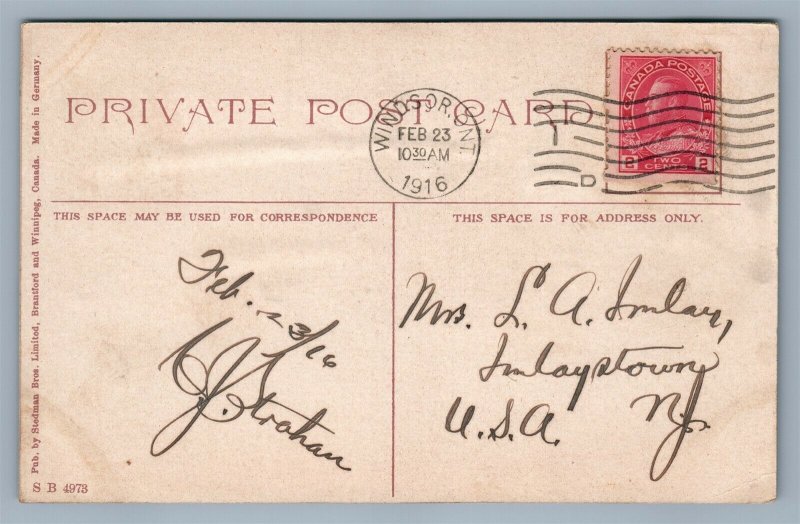 PRIVATE POST CARD
WINDSOR, ONT.
FEB 23
10 30 AM
1916
CANADA POSTAGE
2 TWO CENTS 2
D
THIS SPACE MAY BE USED FOR CORRESPONDENCE
THIS SPACE IS FOR ADDRESS ONLY.
Feb. 23/16
J. Strahan
Mrs. L. A. Imlay,
Imlaystown
U.S.A. N.J.
Pub. by Stedman Bros. Limited, Brantford and Winnipeg, Canada. Made in Germany.
S B 4973